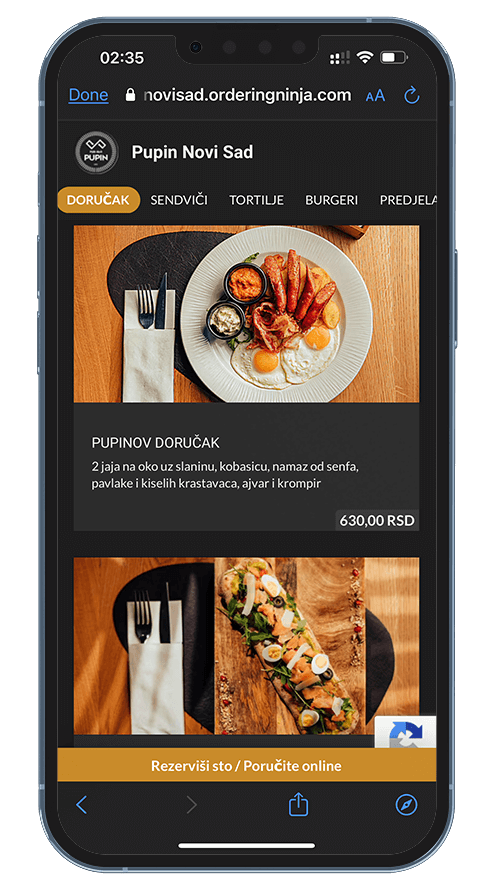 02:35
Done novisad.orderingninja.com AA
PUPIN
Pupin Novi Sad
DORUČAK SENDVIČI TORTILJE BURGERI PREDJELA
PUPINOV DORUČAK
2 jaja na oko uz slaninu, kobasicu, namaz od senfa,
pavlake i kiselih krastavaca, ajvar i krompir
630,00 RSD
Rezerviši sto / Poručite online